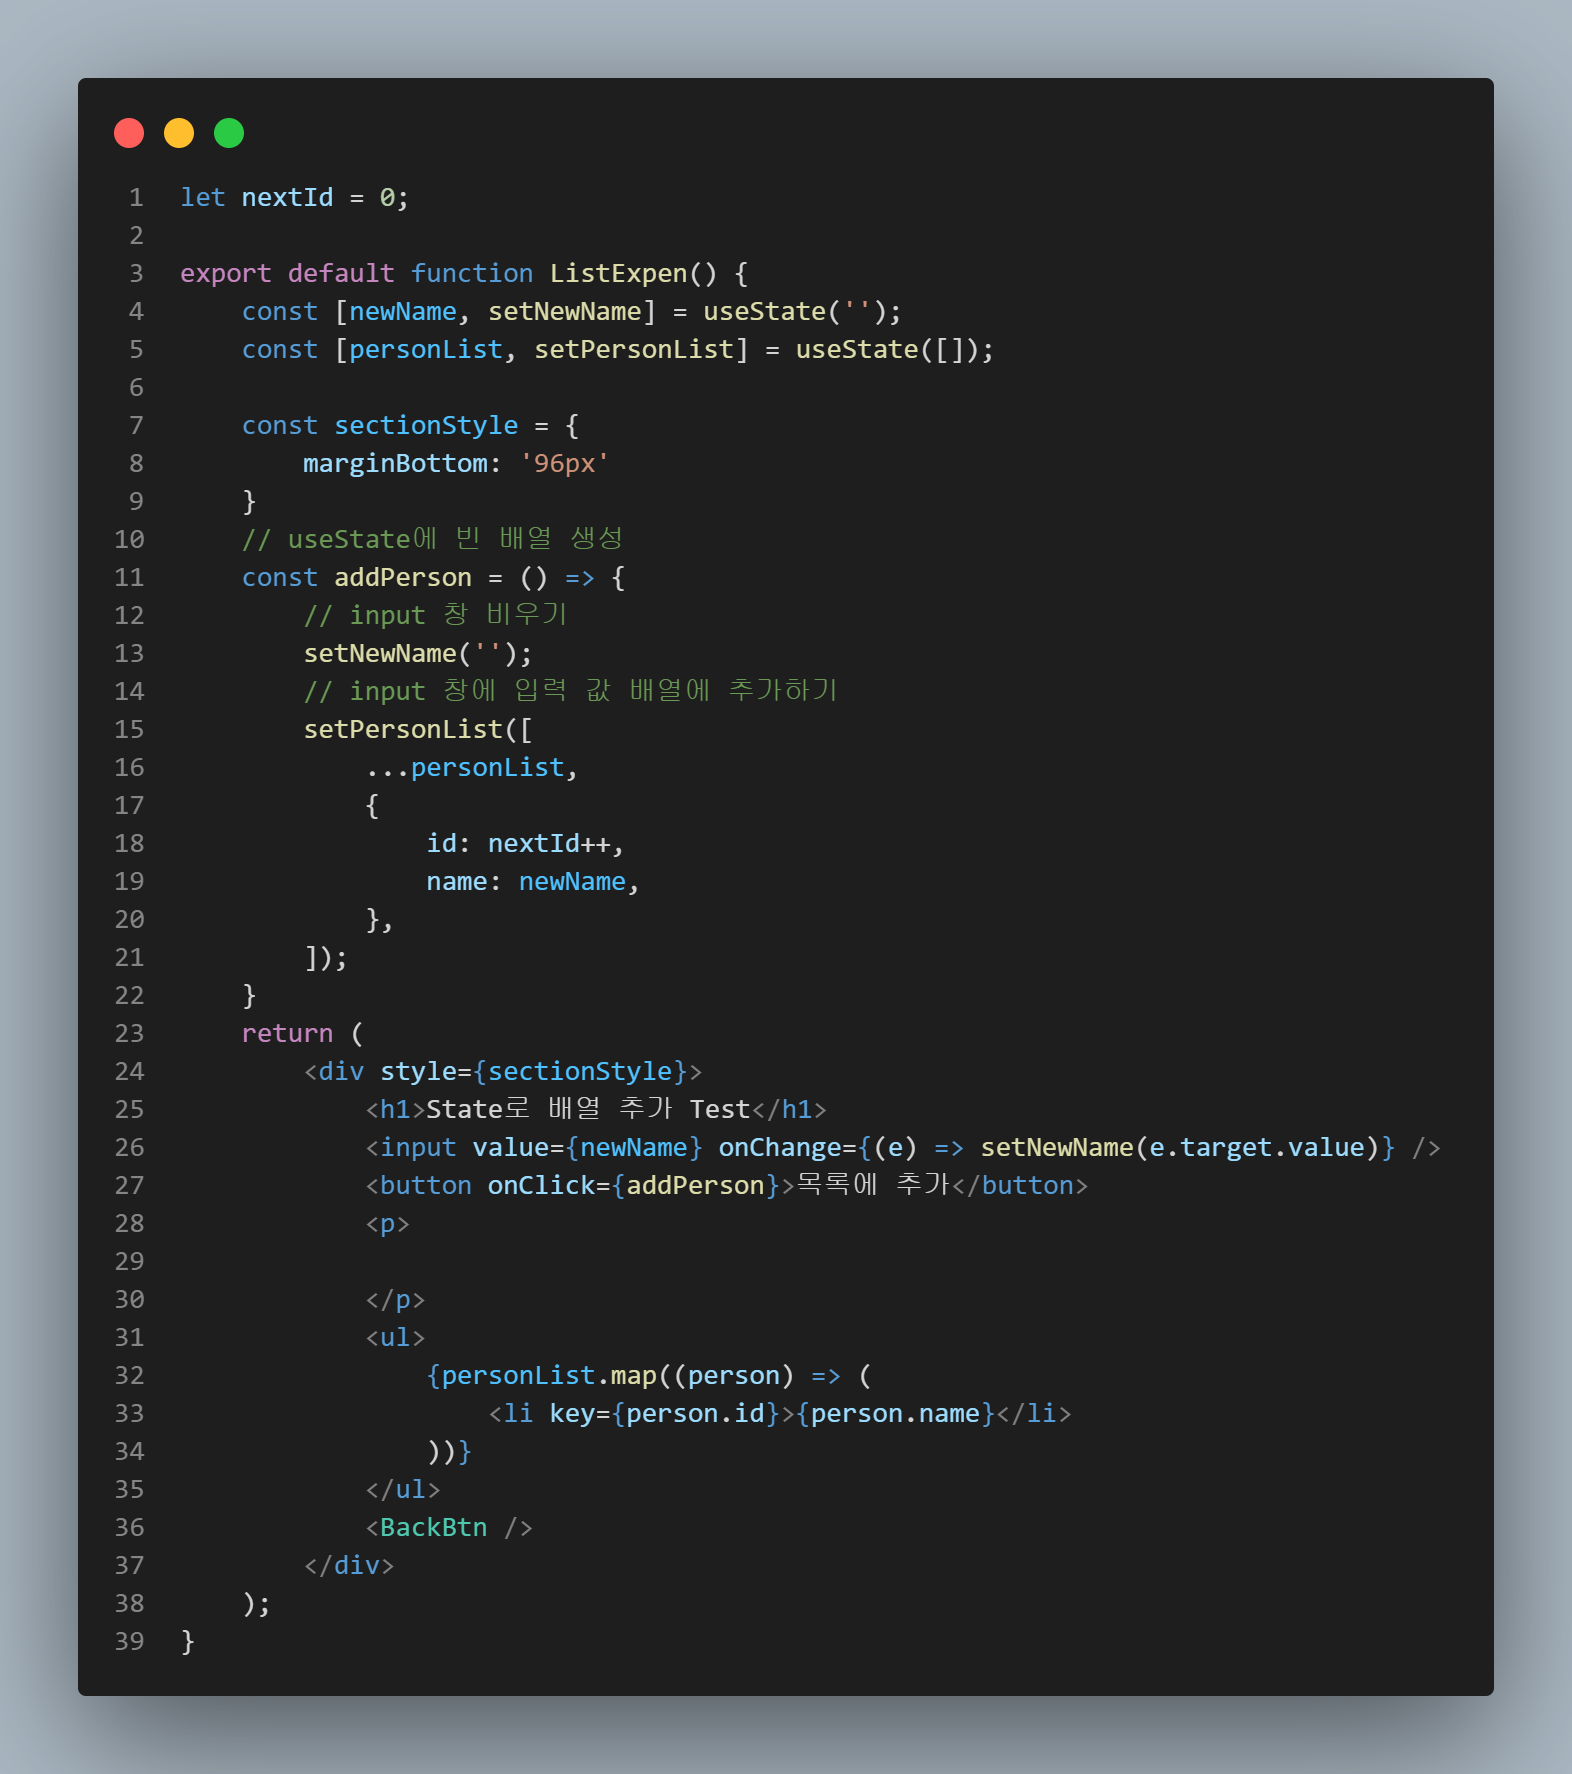 1 let nextId = 0;
2
3 export default function ListExpen() {
4     const [newName, setNewName] = useState('');
5     const [personList, setPersonList] = useState([]);
6
7     const sectionStyle = {
8         marginBottom: '96px'
9     }
10     // useState에 빈 배열 생성
11     const addPerson = () => {
12         // input 창 비우기
13         setNewName('');
14         // input 창에 입력 값 배열에 추가하기
15         setPersonList([
16             ...personList,
17             {
18                 id: nextId++,
19                 name: newName,
20             },
21         ]);
22     }
23     return (
24         <div style={sectionStyle}>
25             <h1>State로 배열 추가 Test</h1>
26             <input value={newName} onChange={(e) => setNewName(e.target.value)} />
27             <button onClick={addPerson}>목록에 추가</button>
28             <p>
29
30             </p>
31             <ul>
32                 {personList.map((person) => (
33                     <li key={person.id}>{person.name}</li>
34                 ))}
35             </ul>
36             <BackBtn />
37         </div>
38     );
39 }